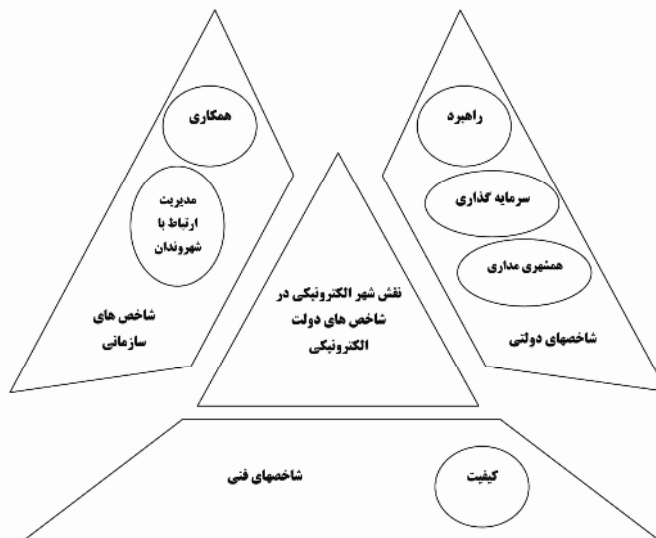 راهبرد
سرمایه گذاری
همشهری مداری
شاخصهای دولتی
همکاری
مدیریت
ارتباط با
شهروندان
شاخص های
سازمانی
نقش شهر الکترونیکی در
شاخص های دولت
الکترونیکی
کیفیت
شاخصهای فنی